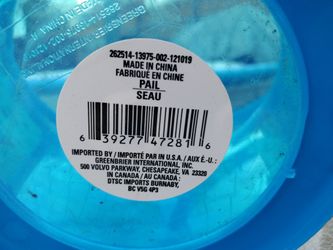 262514-13975-002-121019
MADE IN CHINA
FABRIQUÉ EN CHINE
PAIL
SEAU
6 39277 47281 6
IMPORTED BY / IMPORTÉ PAR IN U.S.A. / AUX É.-U. :
GREENBRIER INTERNATIONAL, INC.
500 VOLVO PARKWAY, CHESAPEAKE, VA 23320
IN CANADA / AU CANADA :
DTSC IMPORTS BURNABY,
BC V5G 4P3